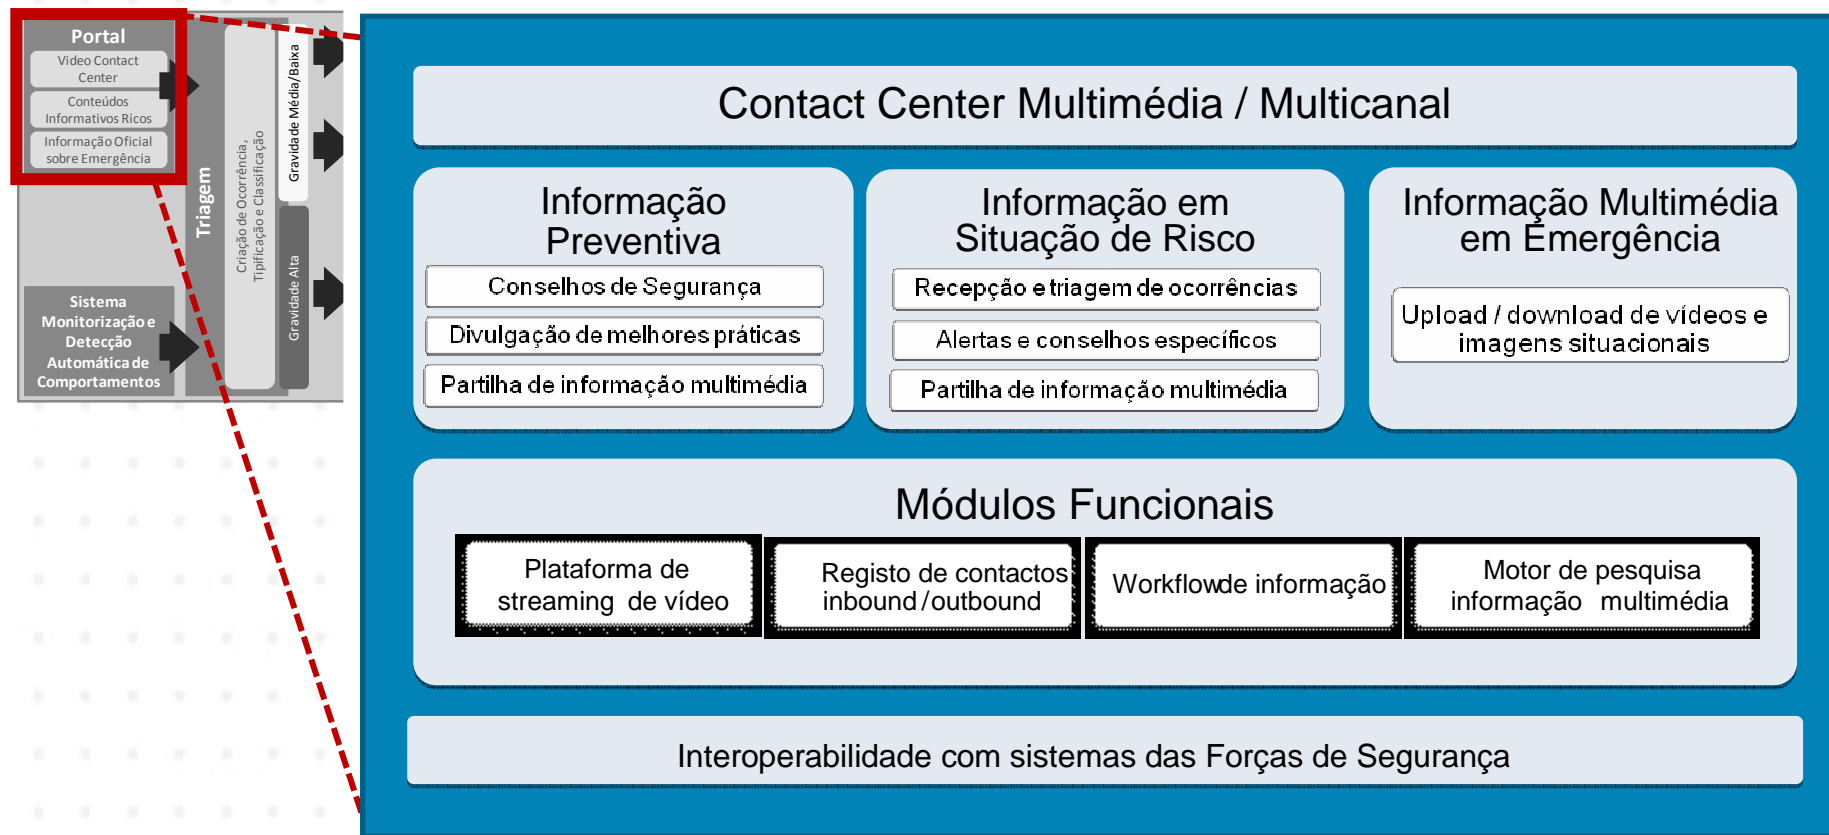 Portal
Video Contact
Center
Conteúdos
Informativos Ricos
Informação Oficial
sobre Emergência
Sistema
Monitorização e
Detecção
Automática de
Comportamentos
Triagem
Criação de Ocorrência,
Tipificação e Classificação
Gravidade Média/Baixa
Gravidade Alta
Contact Center Multimédia / Multicanal
Informação
Preventiva
Conselhos de Segurança
Divulgação de melhores práticas
Partilha de informação multimédia
Informação em
Situação de Risco
Recepção e triagem de ocorrências
Alertas e conselhos específicos
Partilha de informação multimédia
Informação Multimédia
em Emergência
Upload / download de vídeos e
imagens situacionais
Módulos Funcionais
Plataforma de
streaming de vídeo
Registo de contactos
inbound /outbound
Workflowde informação
Motor de pesquisa
informação multimédia
Interoperabilidade com sistemas das Forças de Segurança